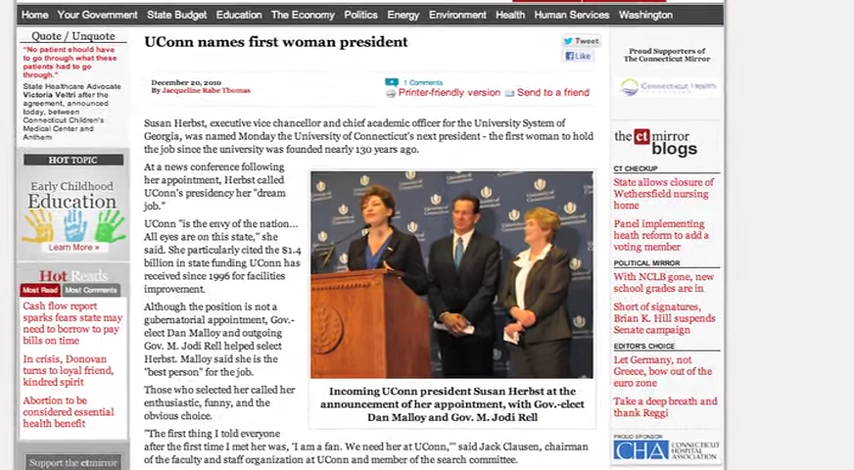 Home Your Government State Budget Education The Economy Politics Energy Environment Health Human Services Washington
Quote / Unquote
"No patient should have
to go through what these
patients had to go
through."
State Healthcare Advocate
Victoria Veltri after the
agreement, announced
today, between
Connecticut Children's
Medical Center and
Anthem
HOT TOPIC
Early Childhood
Education
Learn More »
Hot Reads
Most Read Most Comments
Cash flow report
sparks fears state may
need to borrow to pay
bills on time
In crisis, Donovan
turns to loyal friend,
kindred spirit
Abortion to be
considered essential
health benefit
Support the ctmirror
UConn names first woman president
Tweet
Like
December 20, 2010
By Jacqueline Rabe Thomas
1 Comments
Printer-friendly version Send to a friend
Susan Herbst, executive vice chancellor and chief academic officer for the University System of
Georgia, was named Monday the University of Connecticut's next president - the first woman to hold
the job since the university was founded nearly 130 years ago.
At a news conference following
her appointment, Herbst called
UConn's presidency her "dream
job."
UConn "is the envy of the nation...
All eyes are on this state," she
said. She particularly cited the $1.4
billion in state funding UConn has
received since 1996 for facilities
improvement.
Although the position is not a
gubernatorial appointment, Gov.-
elect Dan Malloy and outgoing
Gov. M. Jodi Rell helped select
Herbst. Malloy said she is the
"best person" for the job.
Those who selected her called her
enthusiastic, funny, and the
obvious choice.
"The first thing I told everyone
after the first time I met her was, 'I am a fan. We need her at UConn,'" said Jack Clausen, chairman
of the faculty and staff organization at UConn and member of the search committee.
Incoming UConn president Susan Herbst at the
announcement of her appointment, with Gov.-elect
Dan Malloy and Gov. M. Jodi Rell
Proud Supporters of
The Connecticut Mirror
Connecticut Health
the ct mirror
blogs
CT CHECKUP
State allows closure of
Wethersfield nursing
home
Panel implementing
heath reform to add a
voting member
POLITICAL MIRROR
With NCLB gone, new
school grades are in
Short of signatures,
Brian K. Hill suspends
Senate campaign
EDITOR'S CHOICE
Let Germany, not
Greece, bow out of the
euro zone
Take a deep breath and
thank Reggi
PROUD SPONSOR
CHA CONNECTICUT
HOSPITAL
ASSOCIATION